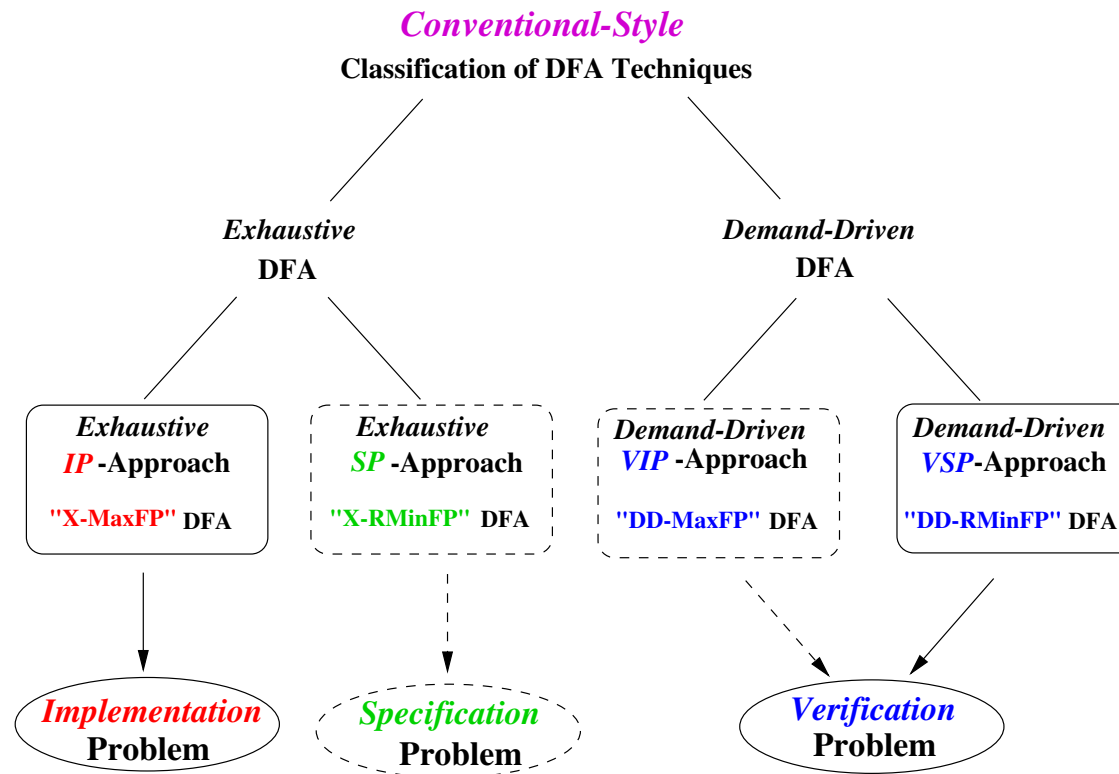 Conventional-Style
Classification of DFA Techniques
Exhaustive
DFA
Demand-Driven
DFA
Exhaustive
IP -Approach
"X-MaxFP" DFA
Exhaustive
SP -Approach
"X-RMinFP" DFA
Demand-Driven
VIP -Approach
"DD-MaxFP" DFA
Demand-Driven
VSP-Approach
"DD-RMinFP" DFA
Implementation
Problem
Specification
Problem
Verification
Problem